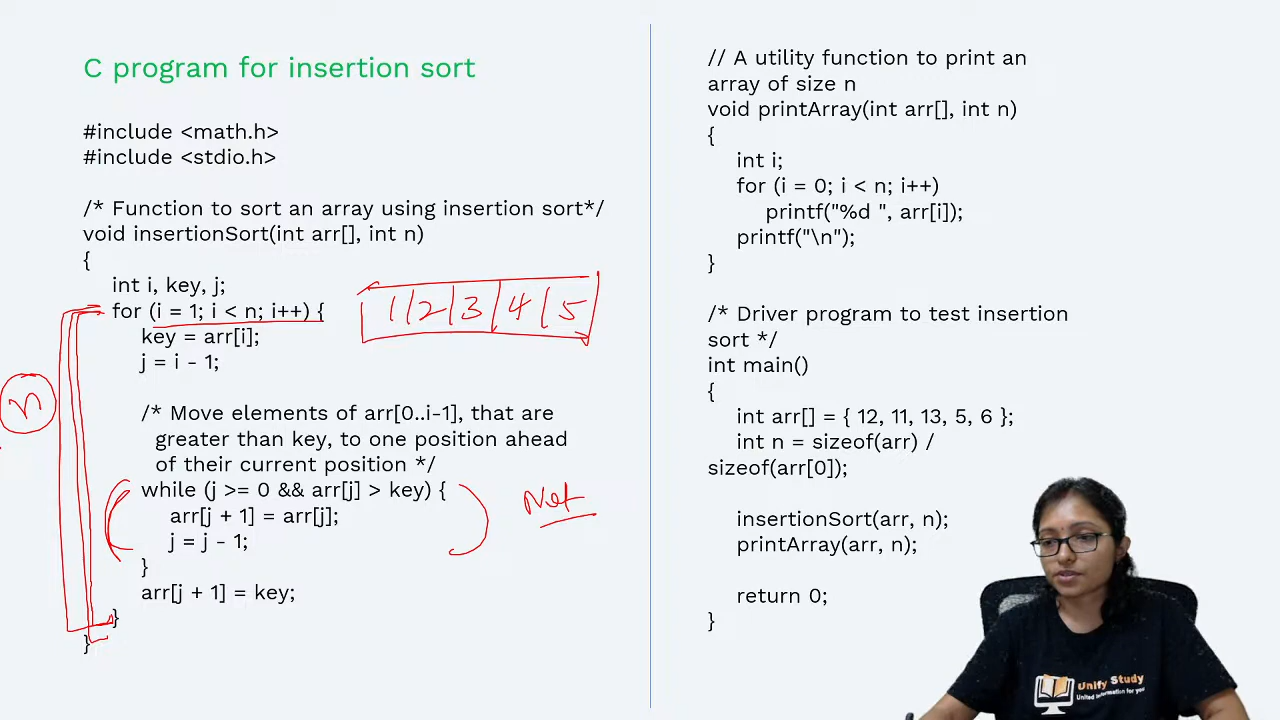 C program for insertion sort
#include <math.h>
#include <stdio.h>
/* Function to sort an array using insertion sort*/
void insertionSort(int arr[], int n)
{
int i, key, j;
for (i = 1; i < n; i++) {
key = arr[i];
j = i - 1;
/* Move elements of arr[0..i-1], that are
greater than key, to one position ahead
of their current position */
while (j >= 0 && arr[j] > key) {
arr[j + 1] = arr[j];
j = j - 1;
}
arr[j + 1] = key;
}
}
1 2 3 4 5
n
Not
// A utility function to print an
array of size n
void printArray(int arr[], int n)
{
int i;
for (i = 0; i < n; i++)
printf("%d ", arr[i]);
printf("\n");
}
/* Driver program to test insertion
sort */
int main()
{
int arr[] = { 12, 11, 13, 5, 6 };
int n = sizeof(arr) /
sizeof(arr[0]);
insertionSort(arr, n);
printArray(arr, n);
return 0;
}
Unify Study
United Information for you